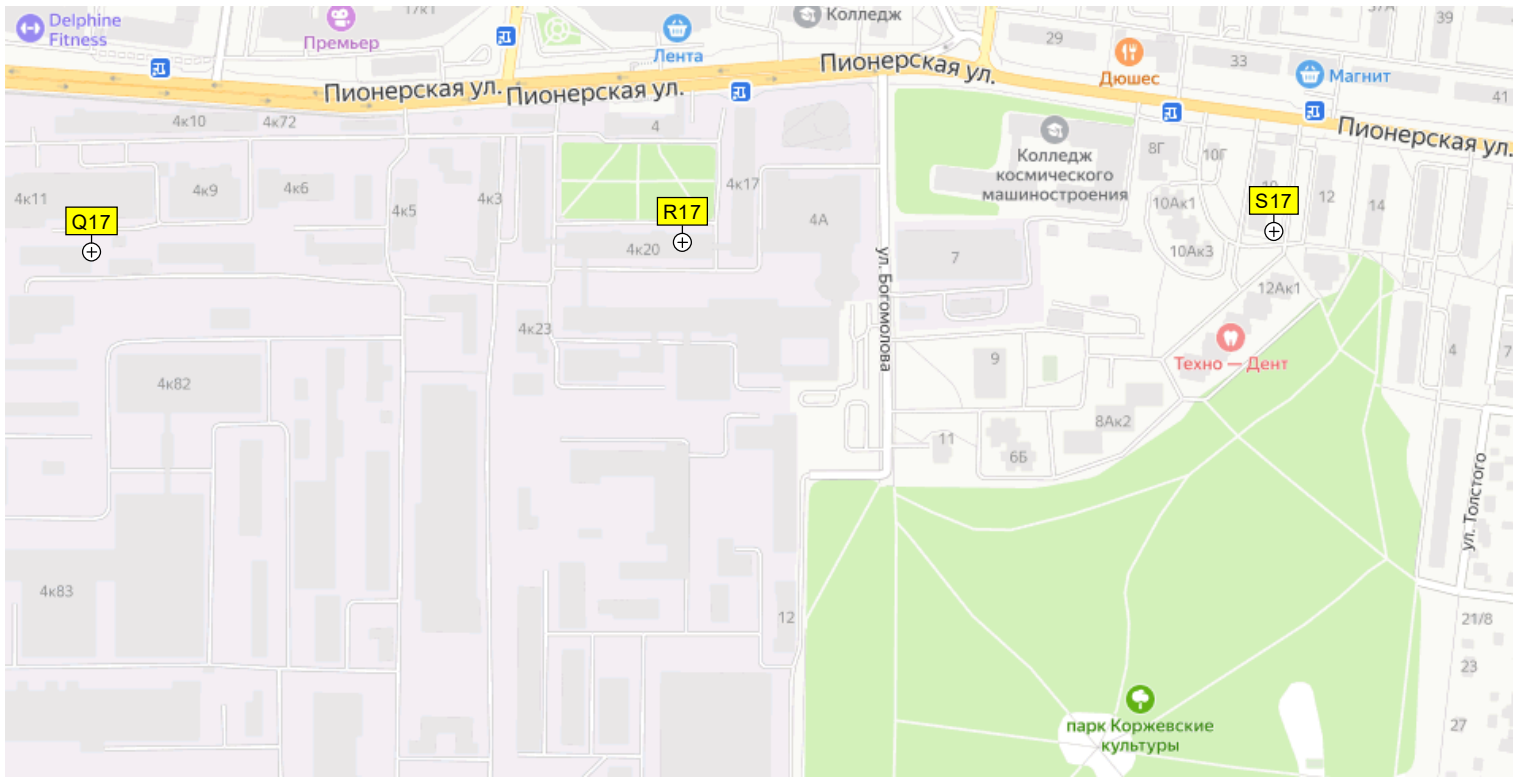 Delphine
Fitness
Премьер
17к1
Лента
Колледж
29
Дюшес
33
Магнит
37А
39
41
Пионерская ул.
Пионерская ул.
Пионерская ул.
Пионерская ул.
4к10
4к72
4
Колледж
космического
машиностроения
8Г
10Г
4к11
4к9
4к6
4к5
4к3
4к17
4А
10Ак1
12
14
Q17
R17
S17
4к20
7
10Ак3
12Ак1
ул. Богомолова
4к23
Техно — Дент
9
4
7
4к82
8Ак2
11
6Б
ул. Толстого
4к83
12
21/8
23
27
парк Коржевские
культуры